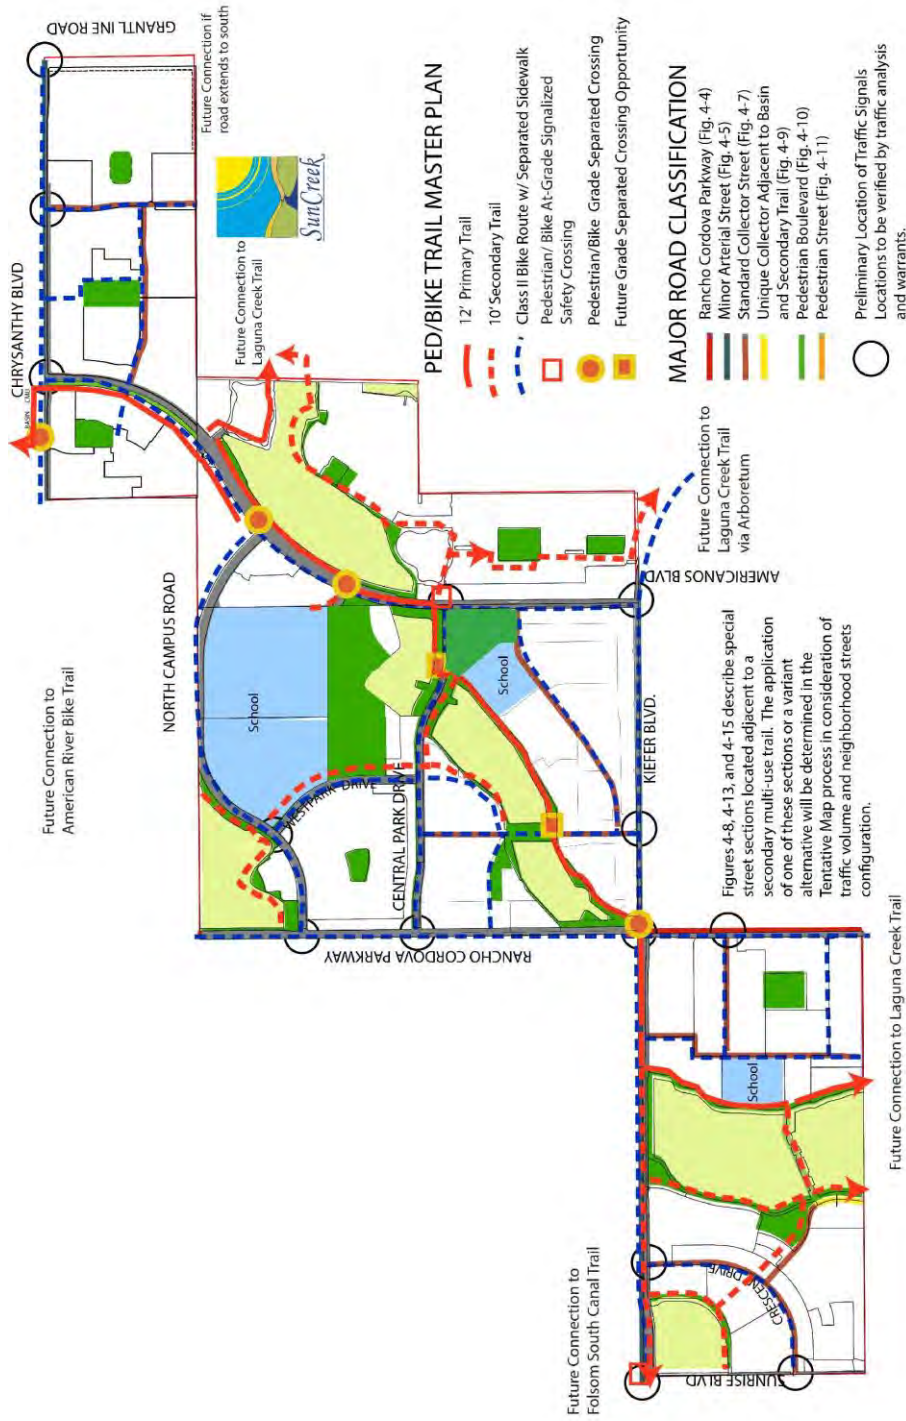 GRANTLINE ROAD
Future Connection if
road extends to south
CHRYSANTHY BLVD
SunCreek
Future Connection to
Laguna Creek Trail
Future Connection to
American River Bike Trail
NORTH CAMPUS ROAD
School
WESTPARK DRIVE
CENTRAL PARK DRIVE
School
AMERICANOS BLVD
Future Connection to
Laguna Creek Trail
via Arboretum
KIEFER BLVD.
RANCHO CORDOVA PARKWAY
School
CRESCENT DRIVE
SUNRISE BLVD
Future Connection to
Folsom South Canal Trail
Future Connection to Laguna Creek Trail
PED/BIKE TRAIL MASTER PLAN
12' Primary Trail
10' Secondary Trail
Class II Bike Route w/ Separated Sidewalk
Pedestrian/ Bike At-Grade Signalized
Safety Crossing
Pedestrian/Bike Grade Separated Crossing
Future Grade Separated Crossing Opportunity
MAJOR ROAD CLASSIFICATION
Rancho Cordova Parkway (Fig. 4-4)
Minor Arterial Street (Fig. 4-5)
Standard Collector Street (Fig. 4-7)
Unique Collector Adjacent to Basin
and Secondary Trail (Fig. 4-9)
Pedestrian Boulevard (Fig. 4-10)
Pedestrian Street (Fig. 4-11)
Preliminary Location of Traffic Signals
Locations to be verified by traffic analysis
and warrants.
Figures 4-8, 4-13, and 4-15 describe special
street sections located adjacent to a
secondary multi-use trail. The application
of one of these sections or a variant
alternative will be determined in the
Tentative Map process in consideration of
traffic volume and neighborhood streets
configuration.